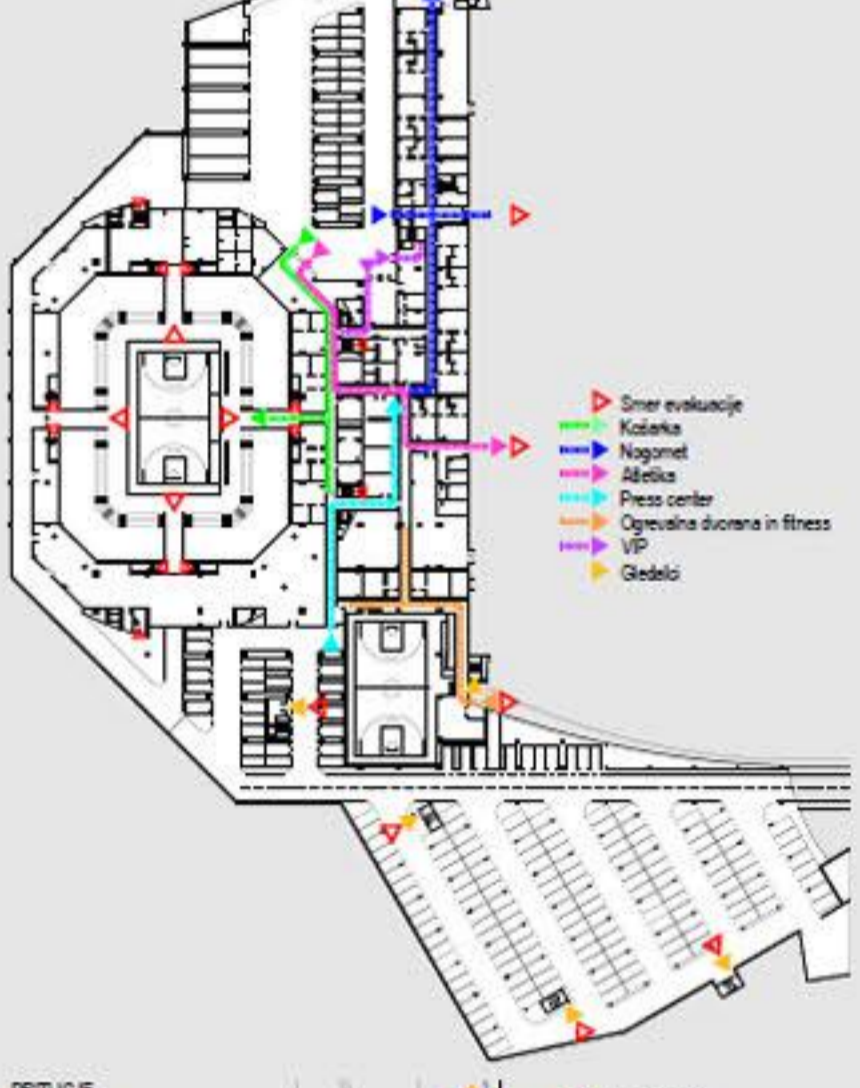 Smer evakuacije
Košarka
Nogomet
Atletika
Press center
Ogrevalna dvorana in fitness
VIP
Gledalci